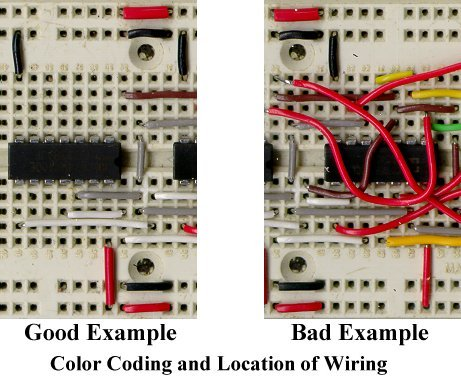 Good Example
Bad Example
Color Coding and Location of Wiring